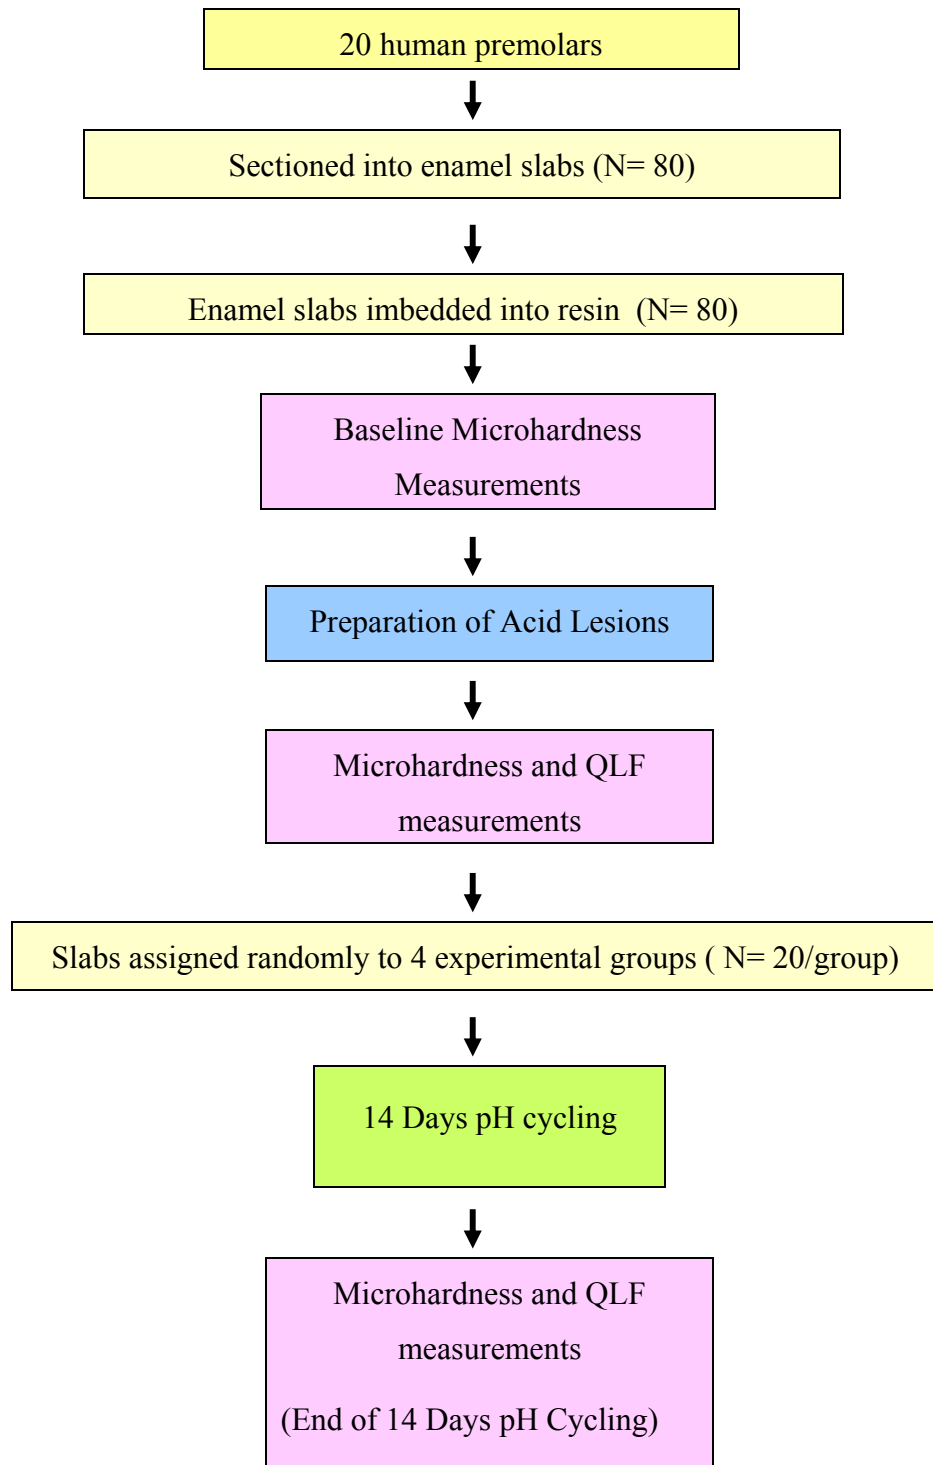 20 human premolars
Sectioned into enamel slabs (N= 80)
Enamel slabs imbedded into resin  (N= 80)
Baseline Microhardness
Measurements
Preparation of Acid Lesions
Microhardness and QLF
measurements
Slabs assigned randomly to 4 experimental groups ( N= 20/group)
14 Days pH cycling
Microhardness and QLF
measurements
(End of 14 Days pH Cycling)